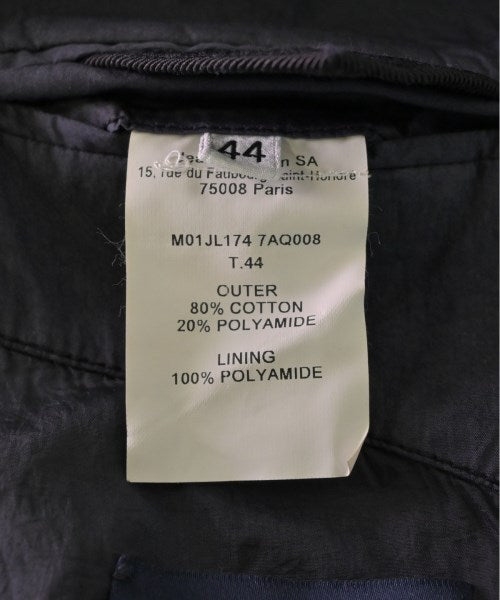 44
SA
15, rue du Faubourg Saint-Honoré
75008 Paris
M01JL174 7AQ008
T.44
OUTER
80% COTTON
20% POLYAMIDE
LINING
100% POLYAMIDE